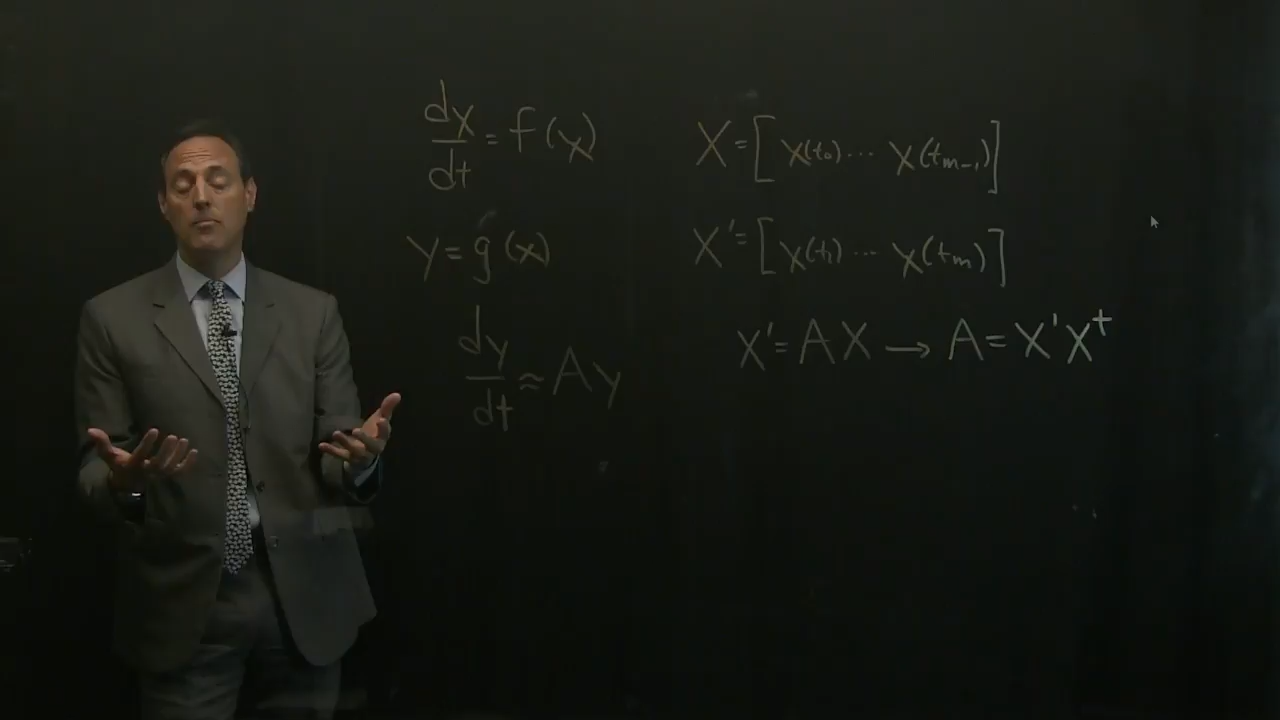 dx/dt = f(x)
y = g(x)
dy/dt ≈ Ay
X = [ x(t₀) ... x(tₘ₋₁) ]
X' = [ x(t₁) ... x(tₘ) ]
X' = AX → A = X'X†